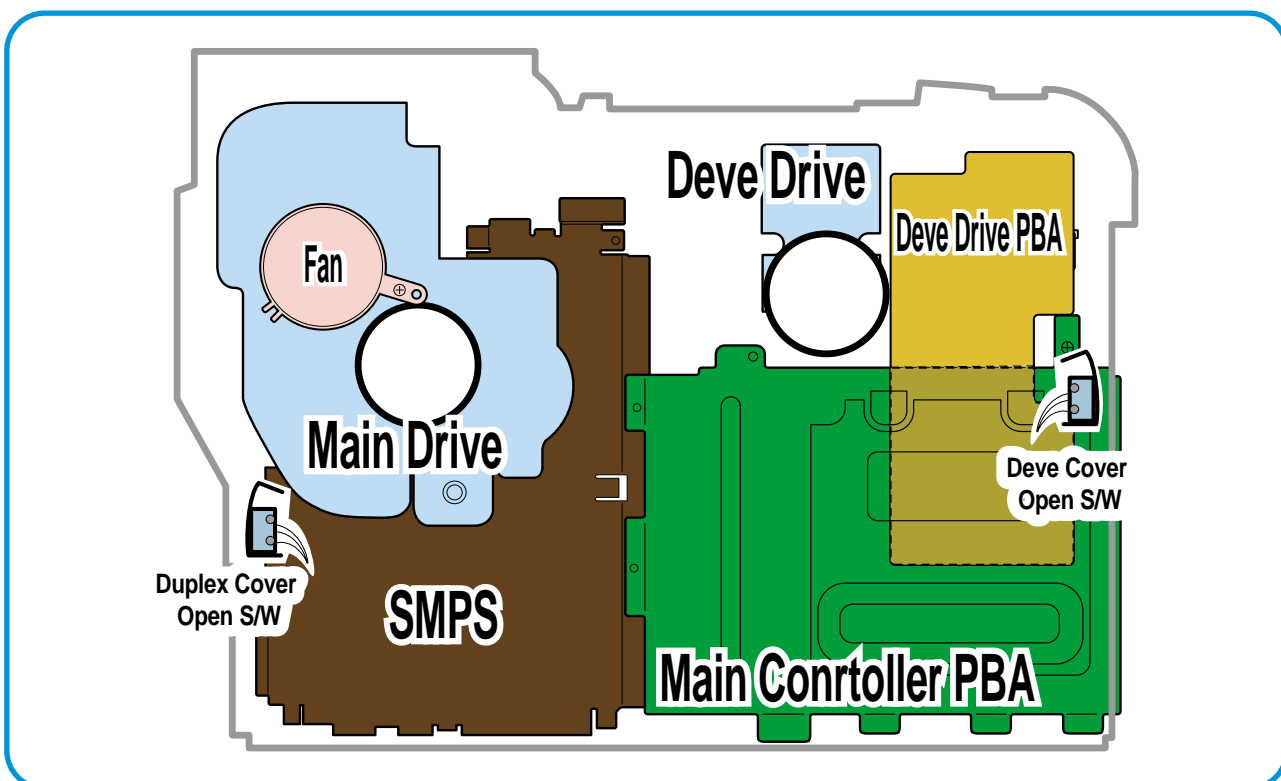 Deve Drive
Deve Drive PBA
Fan
Main Drive
Deve Cover
Open S/W
Duplex Cover
Open S/W
SMPS
Main Conrtoller PBA